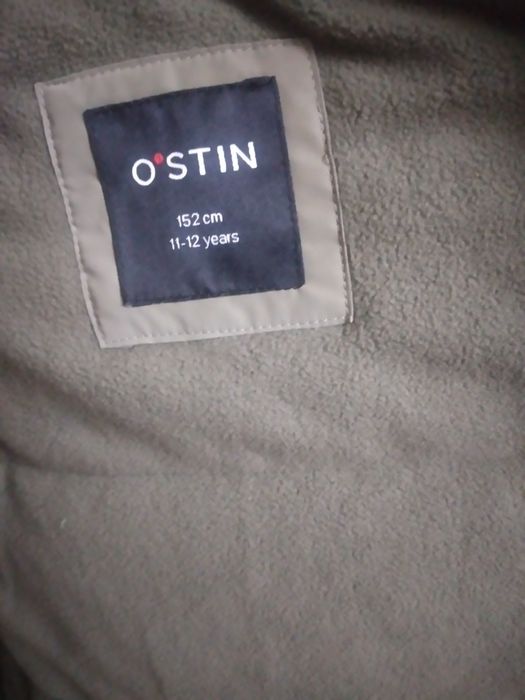 O'STIN
152 cm
11-12 years